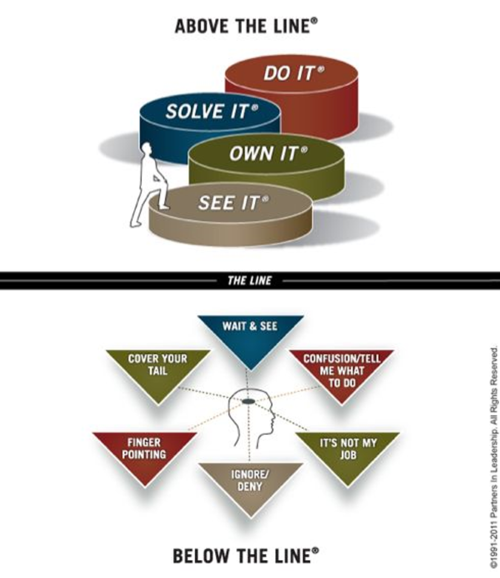 ABOVE THE LINE®
DO IT®
SOLVE IT®
OWN IT®
SEE IT®
THE LINE
WAIT & SEE
COVER YOUR
TAIL
CONFUSION/TELL
ME WHAT
TO DO
FINGER
POINTING
IT'S NOT MY
JOB
IGNORE/
DENY
BELOW THE LINE®
©1991-2011 Partners In Leadership. All Rights Reserved.